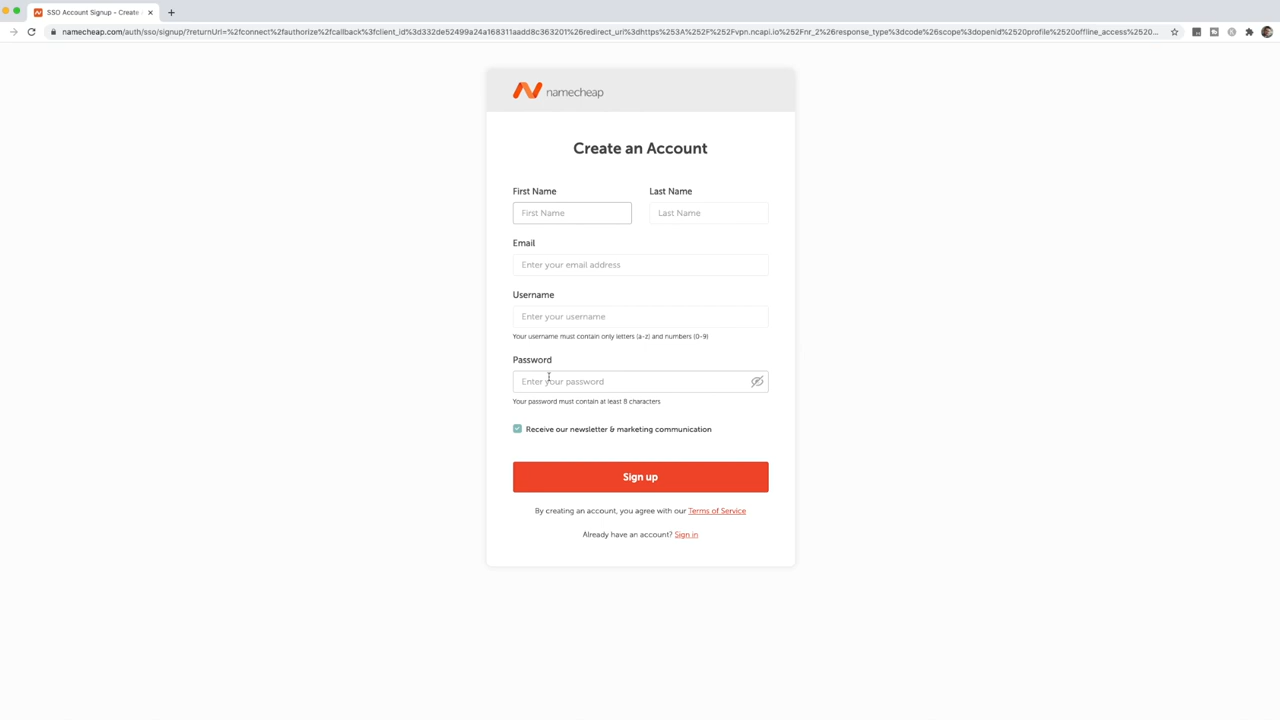 SSO Account Signup - Create
namecheap.com/auth/sso/signup/?returnUrl=%2fconnect%2fauthorize%2fcallback%3fclient_id%3d332de52499a24a168311aadd8c363201%26redirect_uri%3dhttps%253A%252F%252Fvpn.ncapi.io%252F%26nr_2%26response_type%3dcode%26scope%3dopenid%2520profile%2520offline_access%2520...
namecheap
Create an Account
First Name Last Name
First Name Last Name
Email
Enter your email address
Username
Enter your username
Your username must contain only letters (a-z) and numbers (0-9)
Password
Enter your password
Your password must contain at least 8 characters
Receive our newsletter & marketing communication
Sign up
By creating an account, you agree with our Terms of Service
Already have an account? Sign in